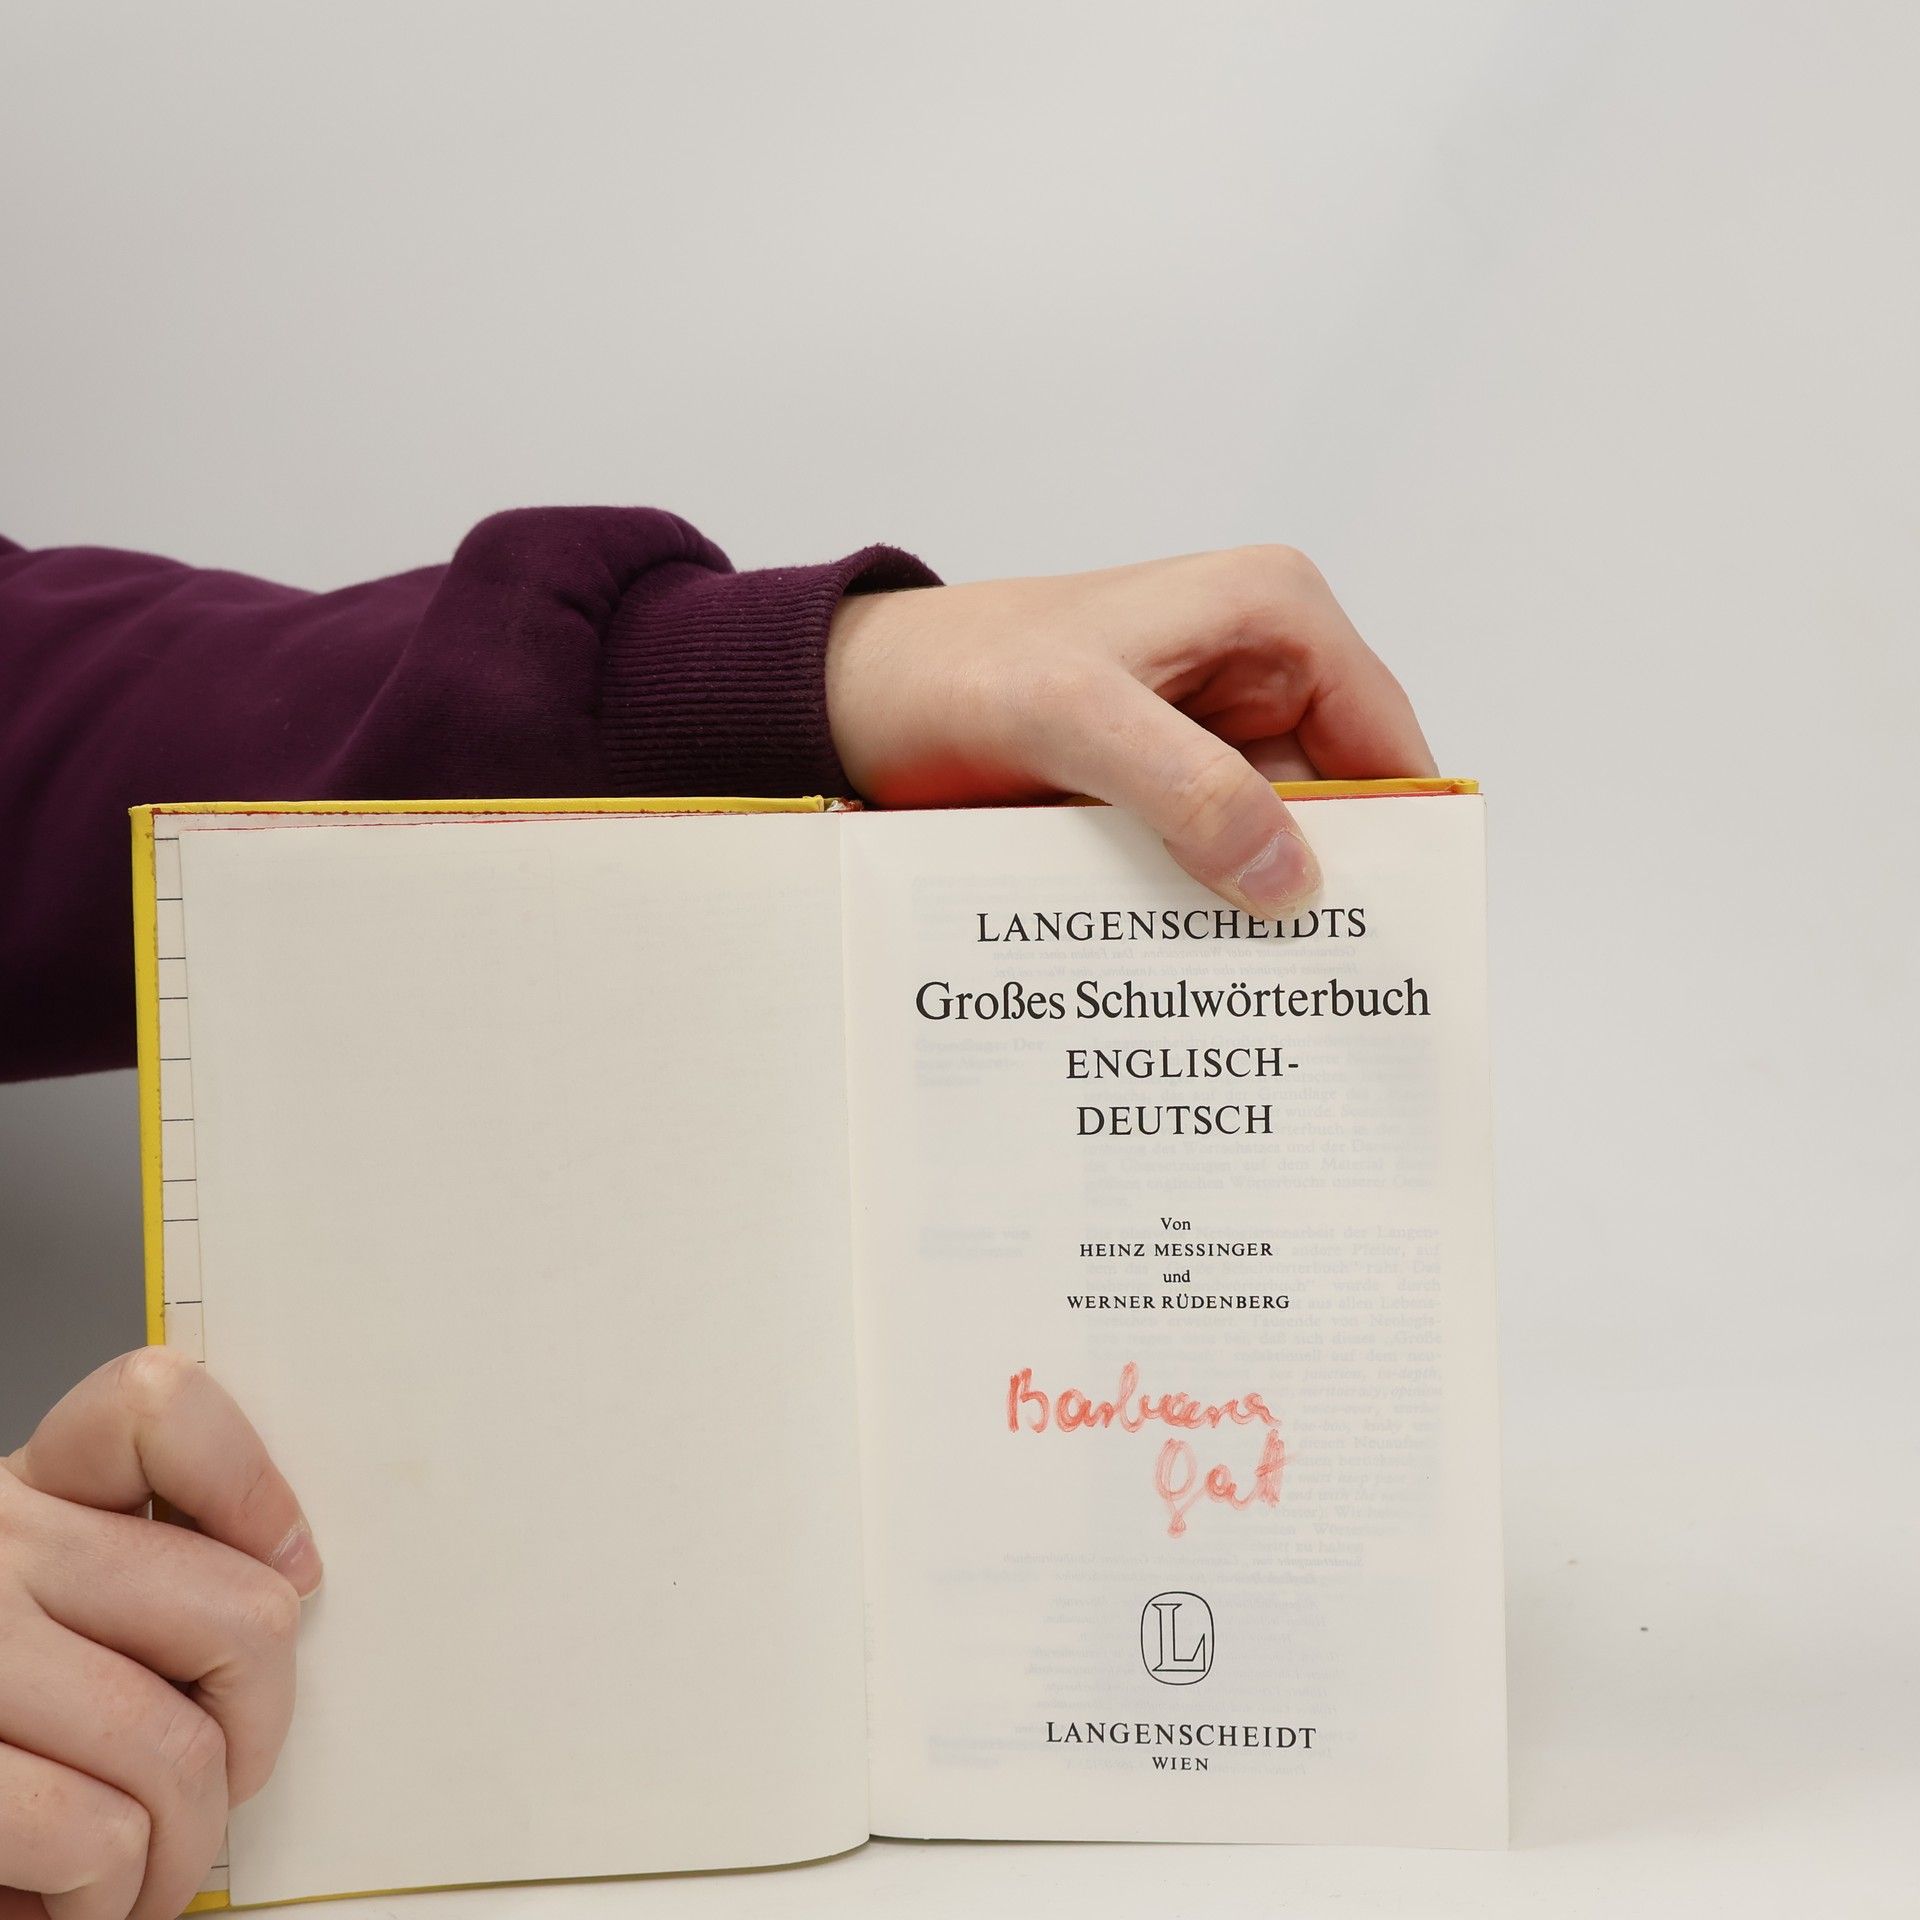 LANGENSCHEIDTS
Großes Schulwörterbuch
ENGLISCH-
DEUTSCH
Von
HEINZ MESSINGER
und
WERNER RÜDENBERG
Barbara
L
LANGENSCHEIDT
WIEN